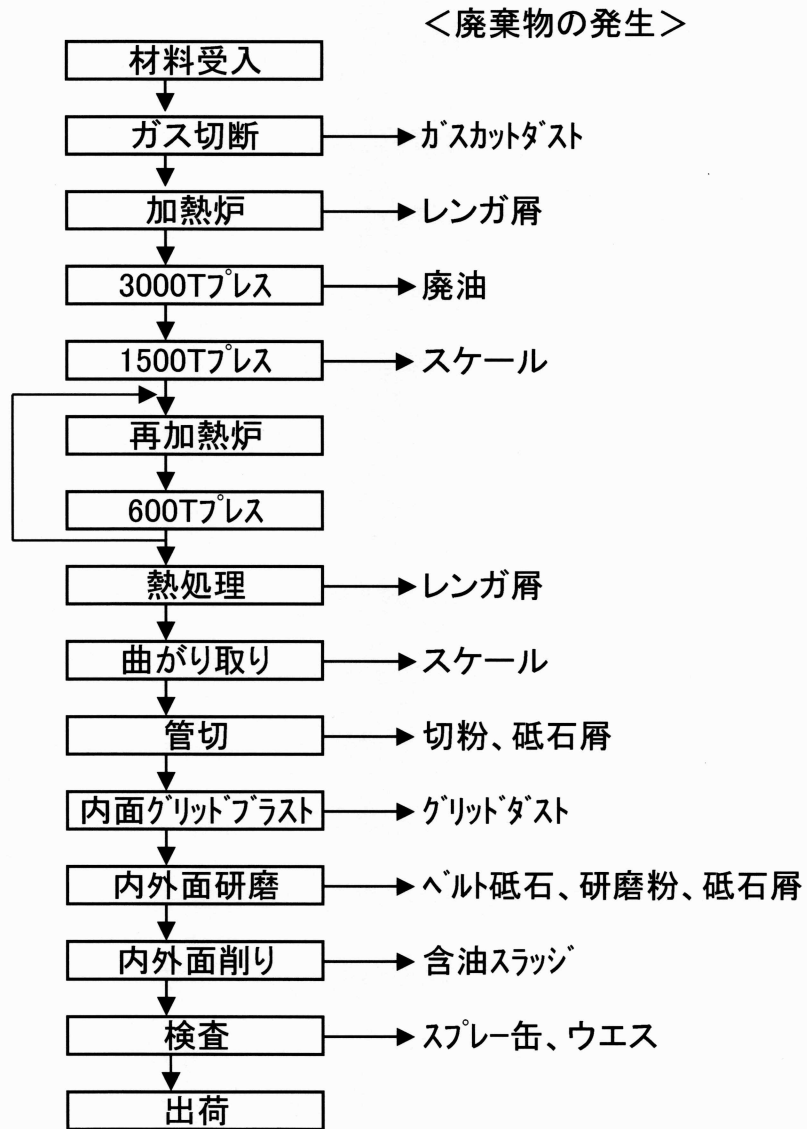 ＜廃棄物の発生＞
材料受入
ガス切断
ｶﾞｽｶｯﾄﾀﾞｽﾄ
加熱炉
レンガ屑
3000Tﾌﾟﾚｽ
廃油
1500Tﾌﾟﾚｽ
スケール
再加熱炉
600Tﾌﾟﾚｽ
熱処理
レンガ屑
曲がり取り
スケール
管切
切粉、砥石屑
内面ｸﾞﾘｯﾄﾞﾌﾞﾗｽﾄ
ｸﾞﾘｯﾄﾞﾀﾞｽﾄ
内外面研磨
ﾍﾞﾙﾄ砥石、研磨粉、砥石屑
内外面削り
含油ｽﾗｯｼﾞ
検査
ｽﾌﾟﾚｰ缶、ウエス
出荷